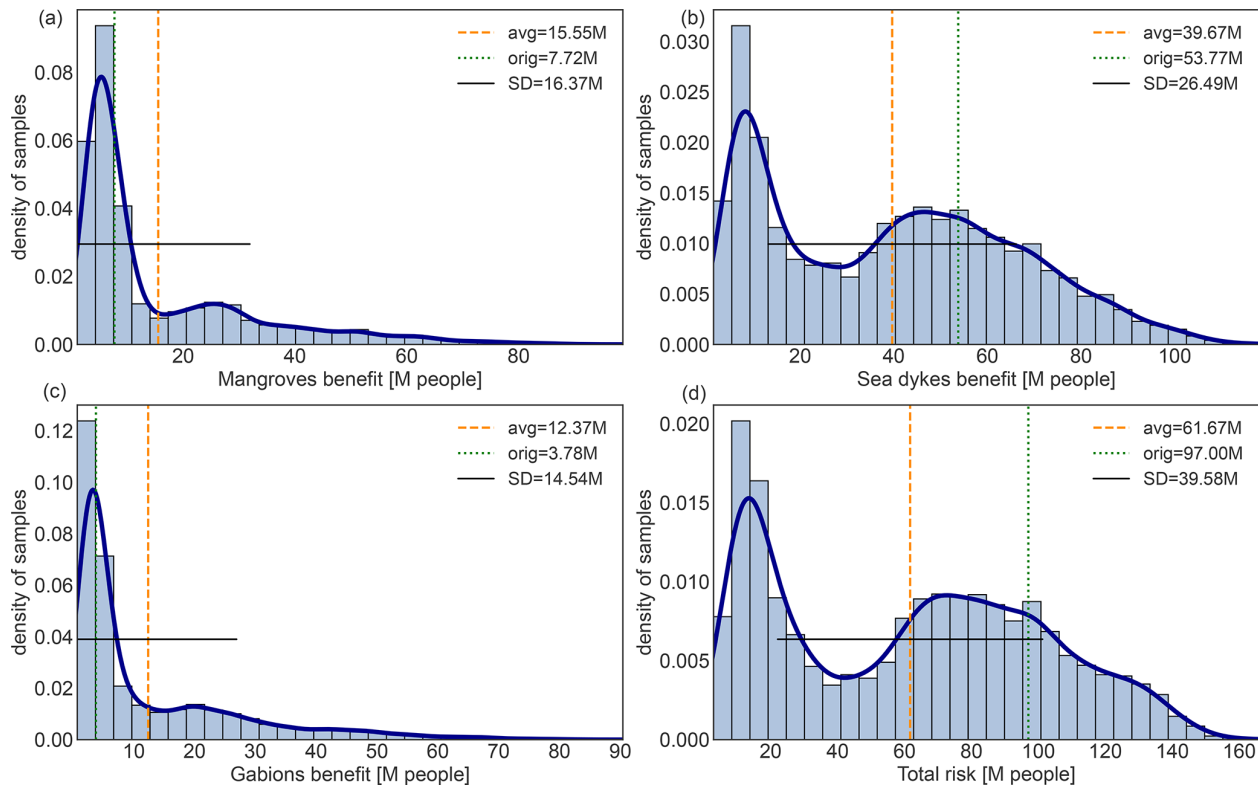 (a)
avg=15.55M
orig=7.72M
SD=16.37M
density of samples
0.08
0.06
0.04
0.02
0.00
20
40
60
80
Mangroves benefit [M people]
(b)
avg=39.67M
orig=53.77M
SD=26.49M
density of samples
0.030
0.025
0.020
0.015
0.010
0.005
0.000
20
40
60
80
100
Sea dykes benefit [M people]
(c)
avg=12.37M
orig=3.78M
SD=14.54M
density of samples
0.12
0.10
0.08
0.06
0.04
0.02
0.00
10
20
30
40
50
60
70
80
90
Gabions benefit [M people]
(d)
avg=61.67M
orig=97.00M
SD=39.58M
density of samples
0.020
0.015
0.010
0.005
0.000
20
40
60
80
100
120
140
160
Total risk [M people]